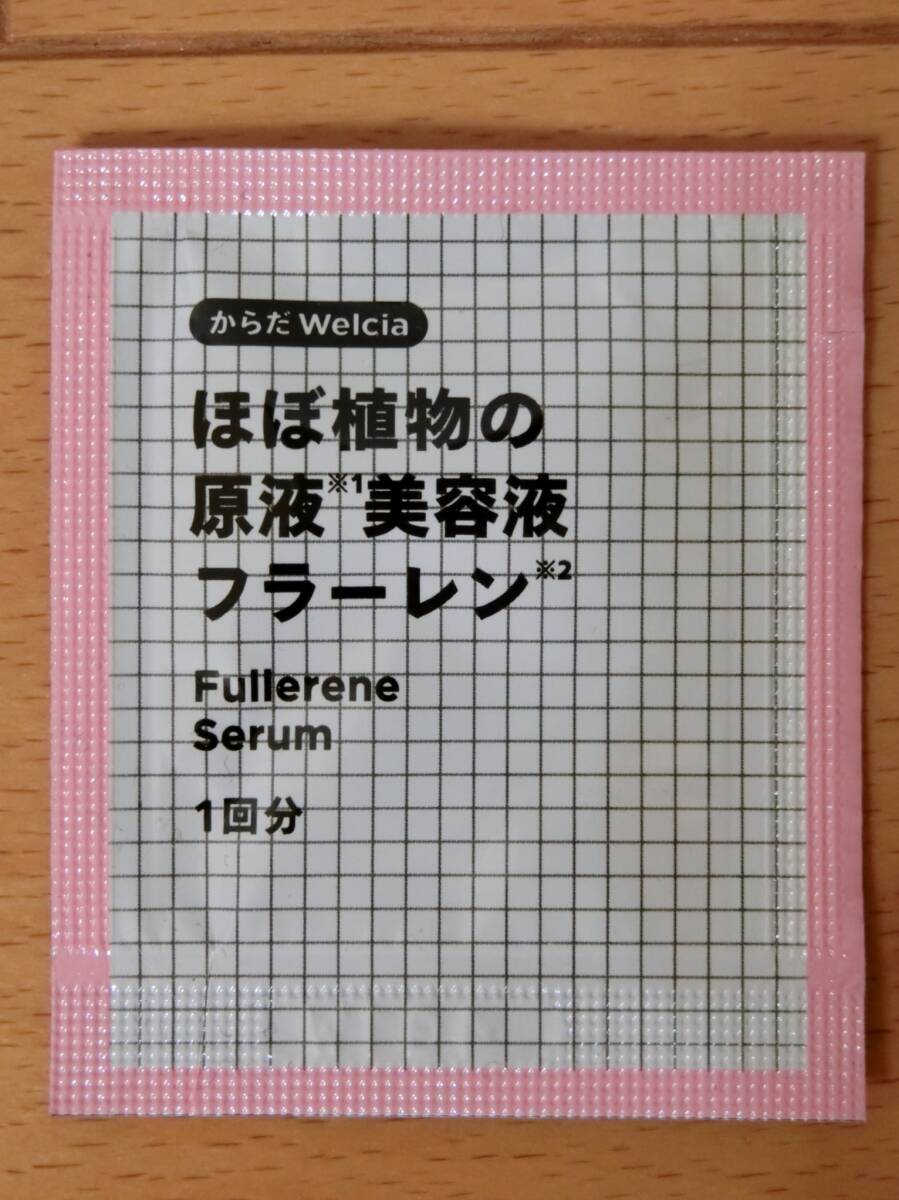 からだWelcia
ほぼ植物の
原液※1美容液
フラーレン※2
Fullerene
Serum
1回分